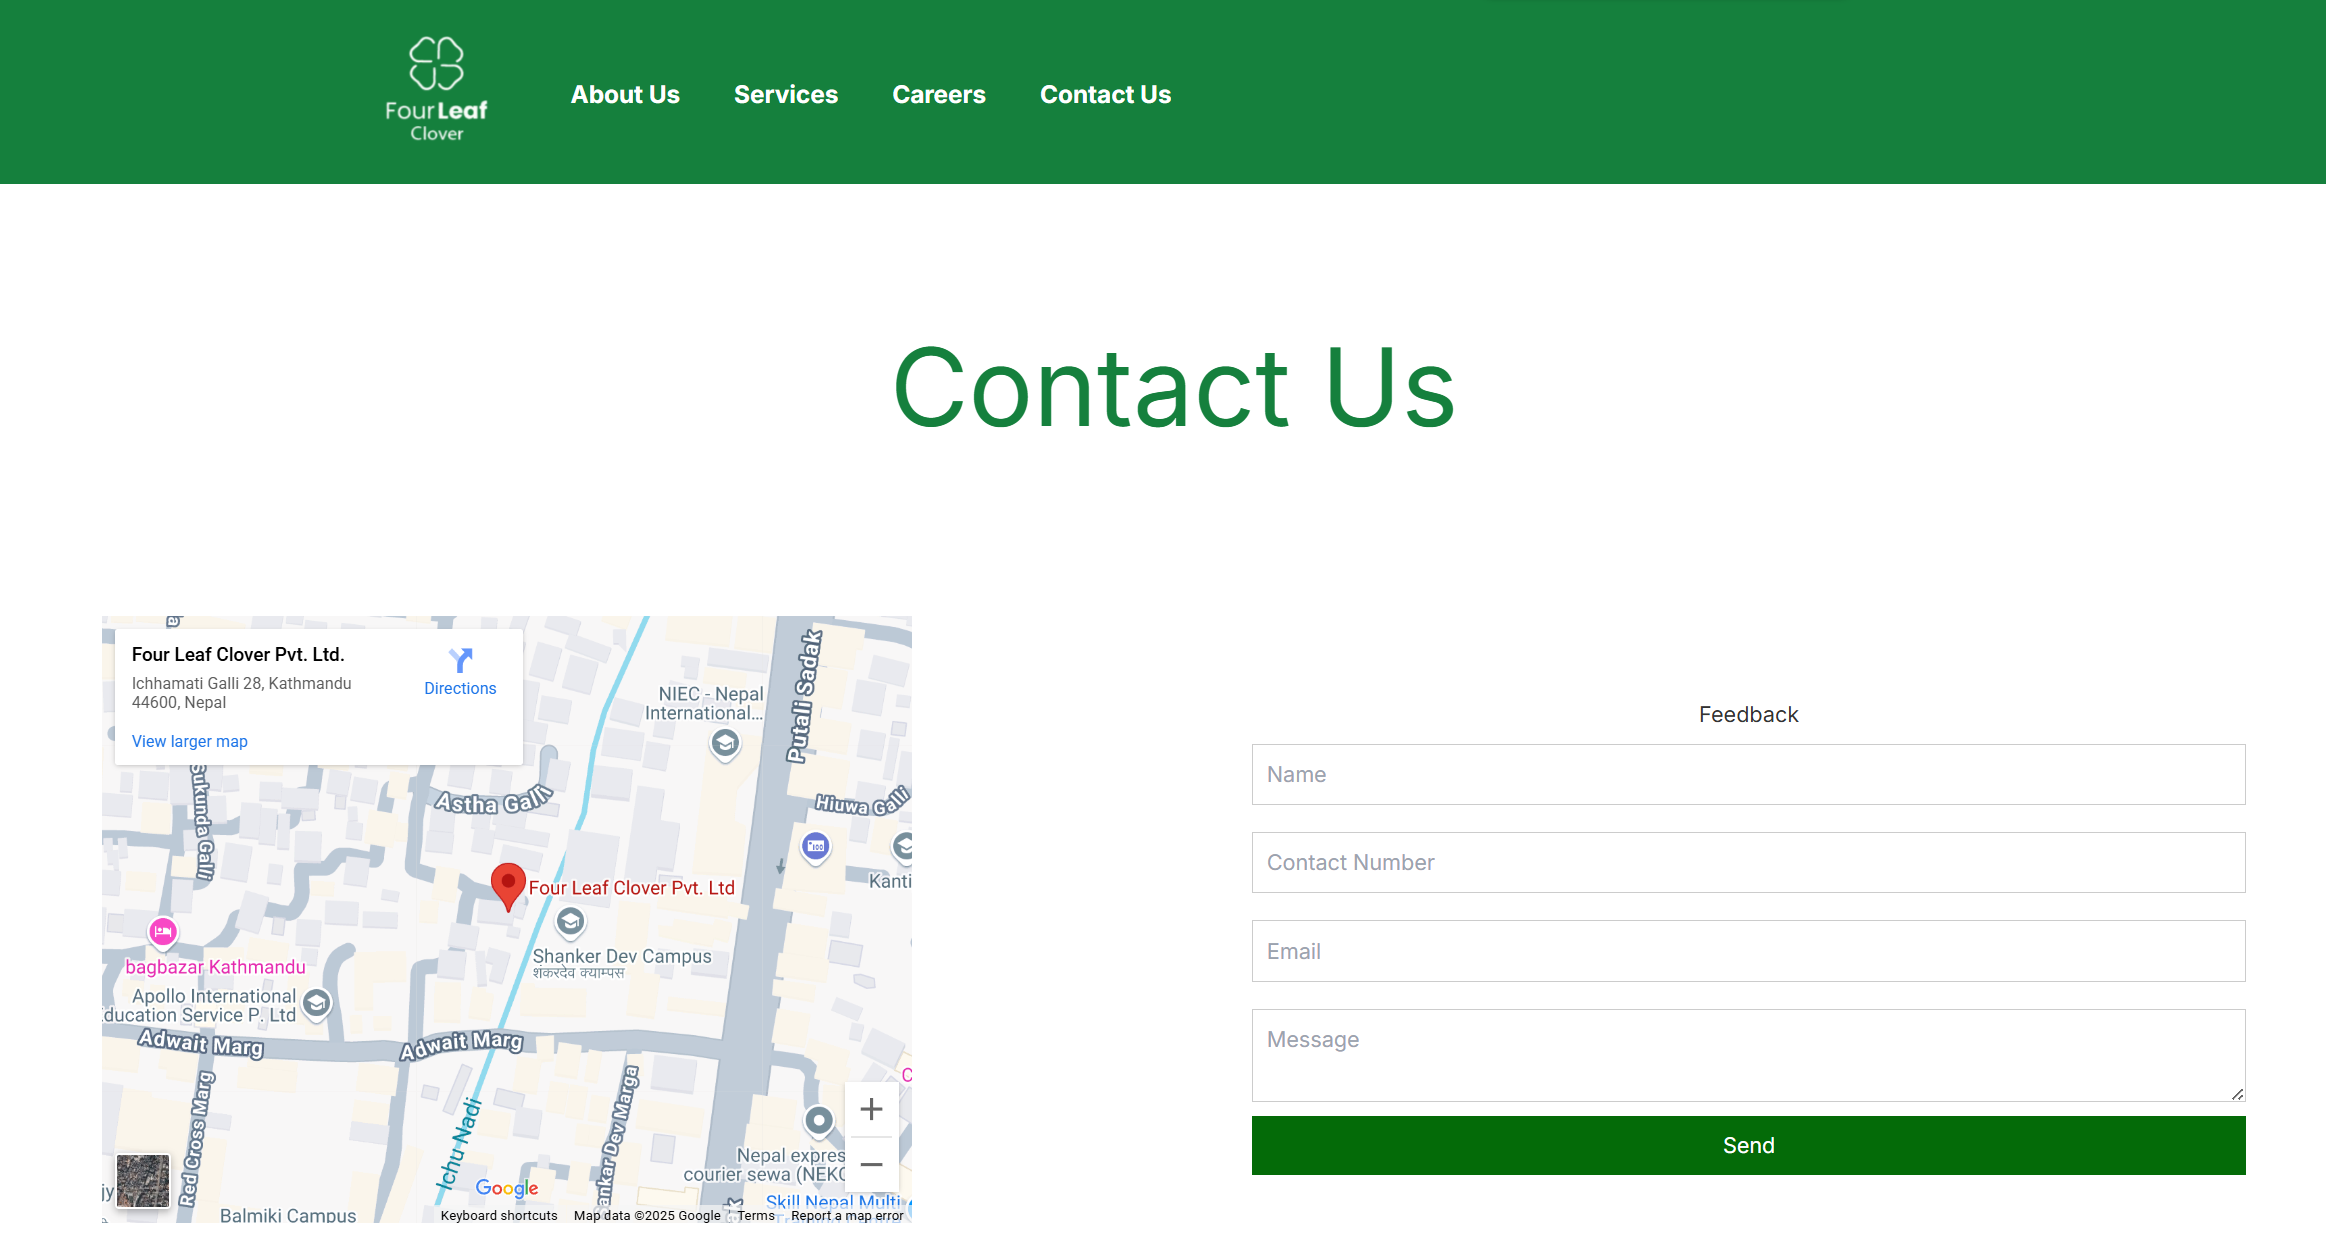 Four Leaf
Clover
About Us
Services
Careers
Contact Us
Contact Us
Four Leaf Clover Pvt. Ltd.
Ichhamati Galli 28, Kathmandu
44600, Nepal
Directions
View larger map
NIEC - Nepal
International...
Putali Sadak
Sukunda Galli
Astha Galli
Hiuwa Galli
Four Leaf Clover Pvt. Ltd
Kanti
Shanker Dev Campus
शंकरदेव क्याम्पस
bagbazar Kathmandu
Apollo International
Education Service P. Ltd
Adwait Marg
Adwait Marg
Red Cross Marg
Ichu Nadi
ankar Dev Marga
Nepal expres
courier sewa (NEKC
Skill Nepal Multi
Balmiki Campus
Google
Keyboard shortcuts
Map data ©2025 Google
Terms
Report a map error
Feedback
Name
Contact Number
Email
Message
Send